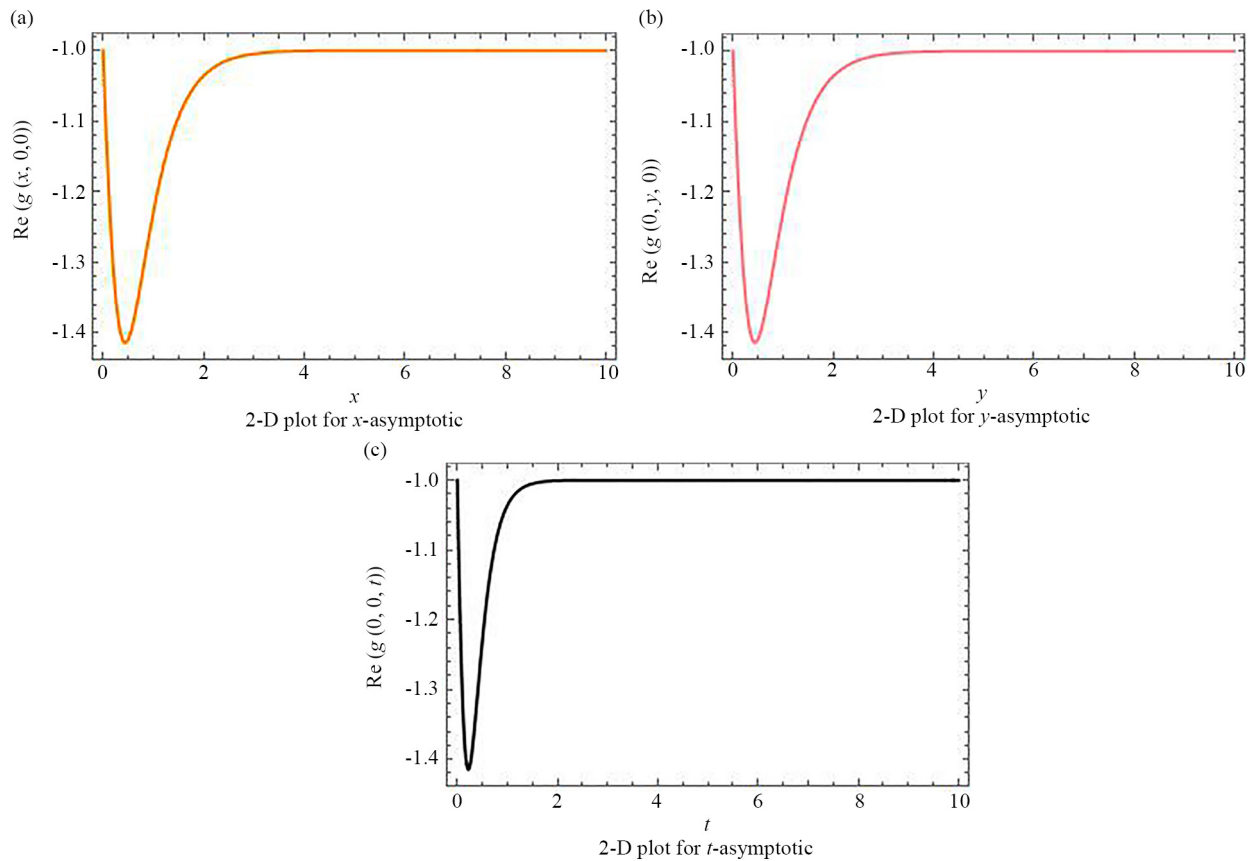 (a)
Re (g (x, 0,0))
-1.0
-1.1
-1.2
-1.3
-1.4
0 2 4 6 8 10
x
2-D plot for x-asymptotic
(b)
Re (g (0, y, 0))
-1.0
-1.1
-1.2
-1.3
-1.4
0 2 4 6 8 10
y
2-D plot for y-asymptotic
(c)
Re (g (0, 0, t))
-1.0
-1.1
-1.2
-1.3
-1.4
0 2 4 6 8 10
t
2-D plot for t-asymptotic